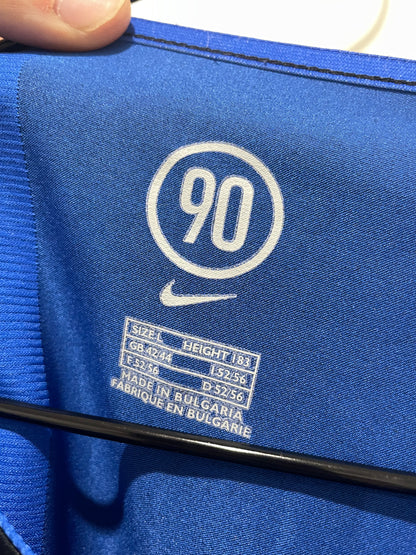 90
SIZE L HEIGHT 183
GB.42/44 I.52/56
F.52/56 D.52/56
MADE IN BULGARIA
FABRIQUE EN BULGARIE